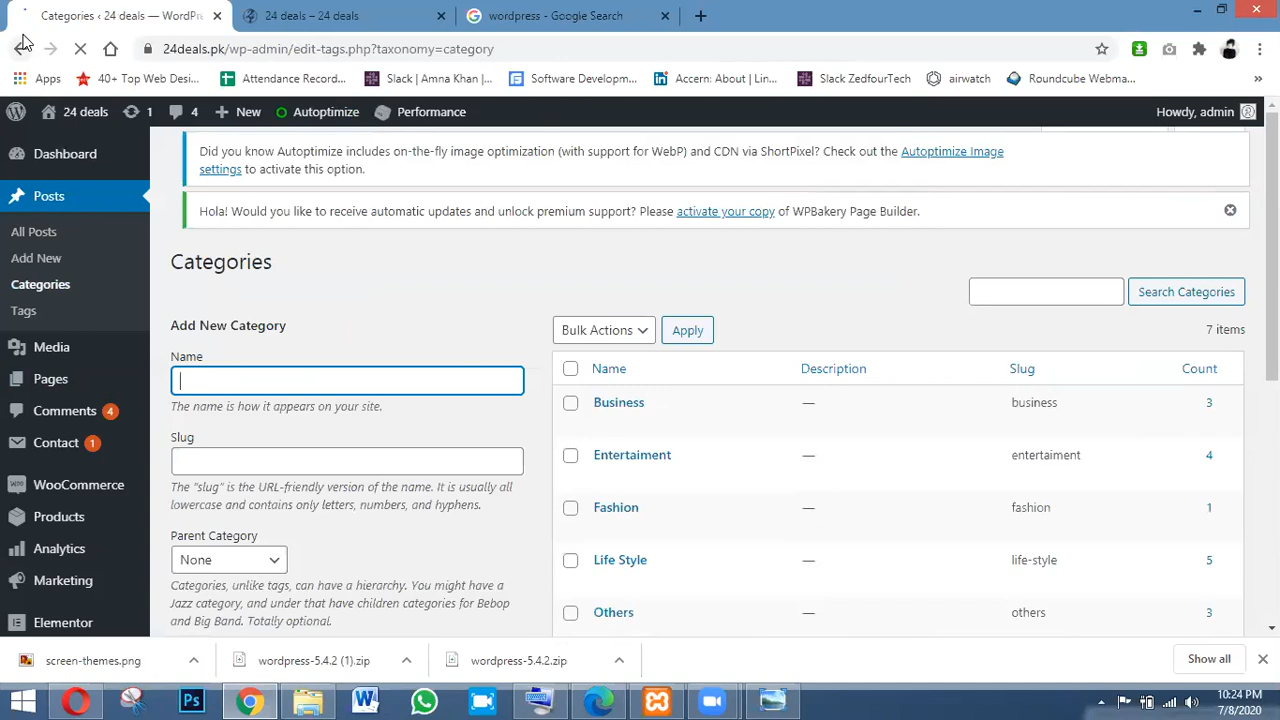 Categories ‹ 24 deals — WordPre
24 deals – 24 deals
wordpress - Google Search
24deals.pk/wp-admin/edit-tags.php?taxonomy=category
Apps
40+ Top Web Desi...
Attendance Record...
Slack | Amna Khan |...
Software Developm...
Accern: About | Lin...
Slack ZedfourTech
airwatch
Roundcube Webma...
24 deals
1
4
New
Autoptimize
Performance
Howdy, admin
Dashboard
Posts
All Posts
Add New
Categories
Tags
Media
Pages
Comments 4
Contact 1
WooCommerce
Products
Analytics
Marketing
Elementor
Did you know Autoptimize includes on-the-fly image optimization (with support for WebP) and CDN via ShortPixel? Check out the Autoptimize Image
settings to activate this option.
Hola! Would you like to receive automatic updates and unlock premium support? Please activate your copy of WPBakery Page Builder.
Categories
Search Categories
Add New Category
Name
The name is how it appears on your site.
Slug
The "slug" is the URL-friendly version of the name. It is usually all
lowercase and contains only letters, numbers, and hyphens.
Parent Category
None
Categories, unlike tags, can have a hierarchy. You might have a
Jazz category, and under that have children categories for Bebop
and Big Band. Totally optional.
Bulk Actions
Apply
7 items
Name Description Slug Count
Business — business 3
Entertaiment — entertaiment 4
Fashion — fashion 1
Life Style — life-style 5
Others — others 3
screen-themes.png
wordpress-5.4.2 (1).zip
wordpress-5.4.2.zip
Show all
Ps
10:24 PM
7/8/2020